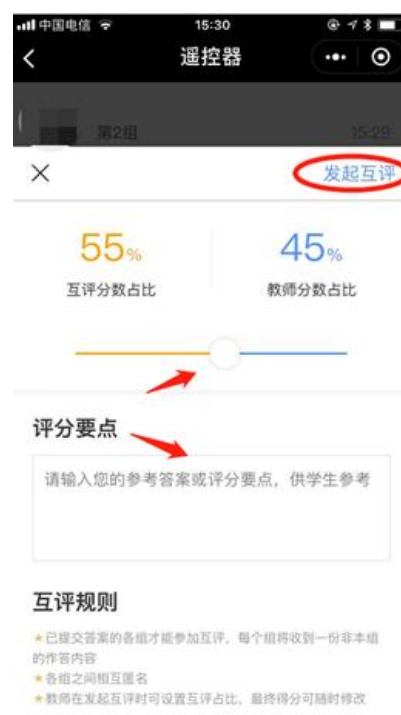 中国电信 15:30
遥控器
第2组 15:29
发起互评
55% 45%
互评分数占比 教师分数占比
评分要点
请输入您的参考答案或评分要点，供学生参考
互评规则
★已提交答案的各组才能参加互评，每个组将收到一份非本组
的作答内容
★各组之间相互匿名
★教师在发起互评时可设置互评占比，最终得分可随时修改